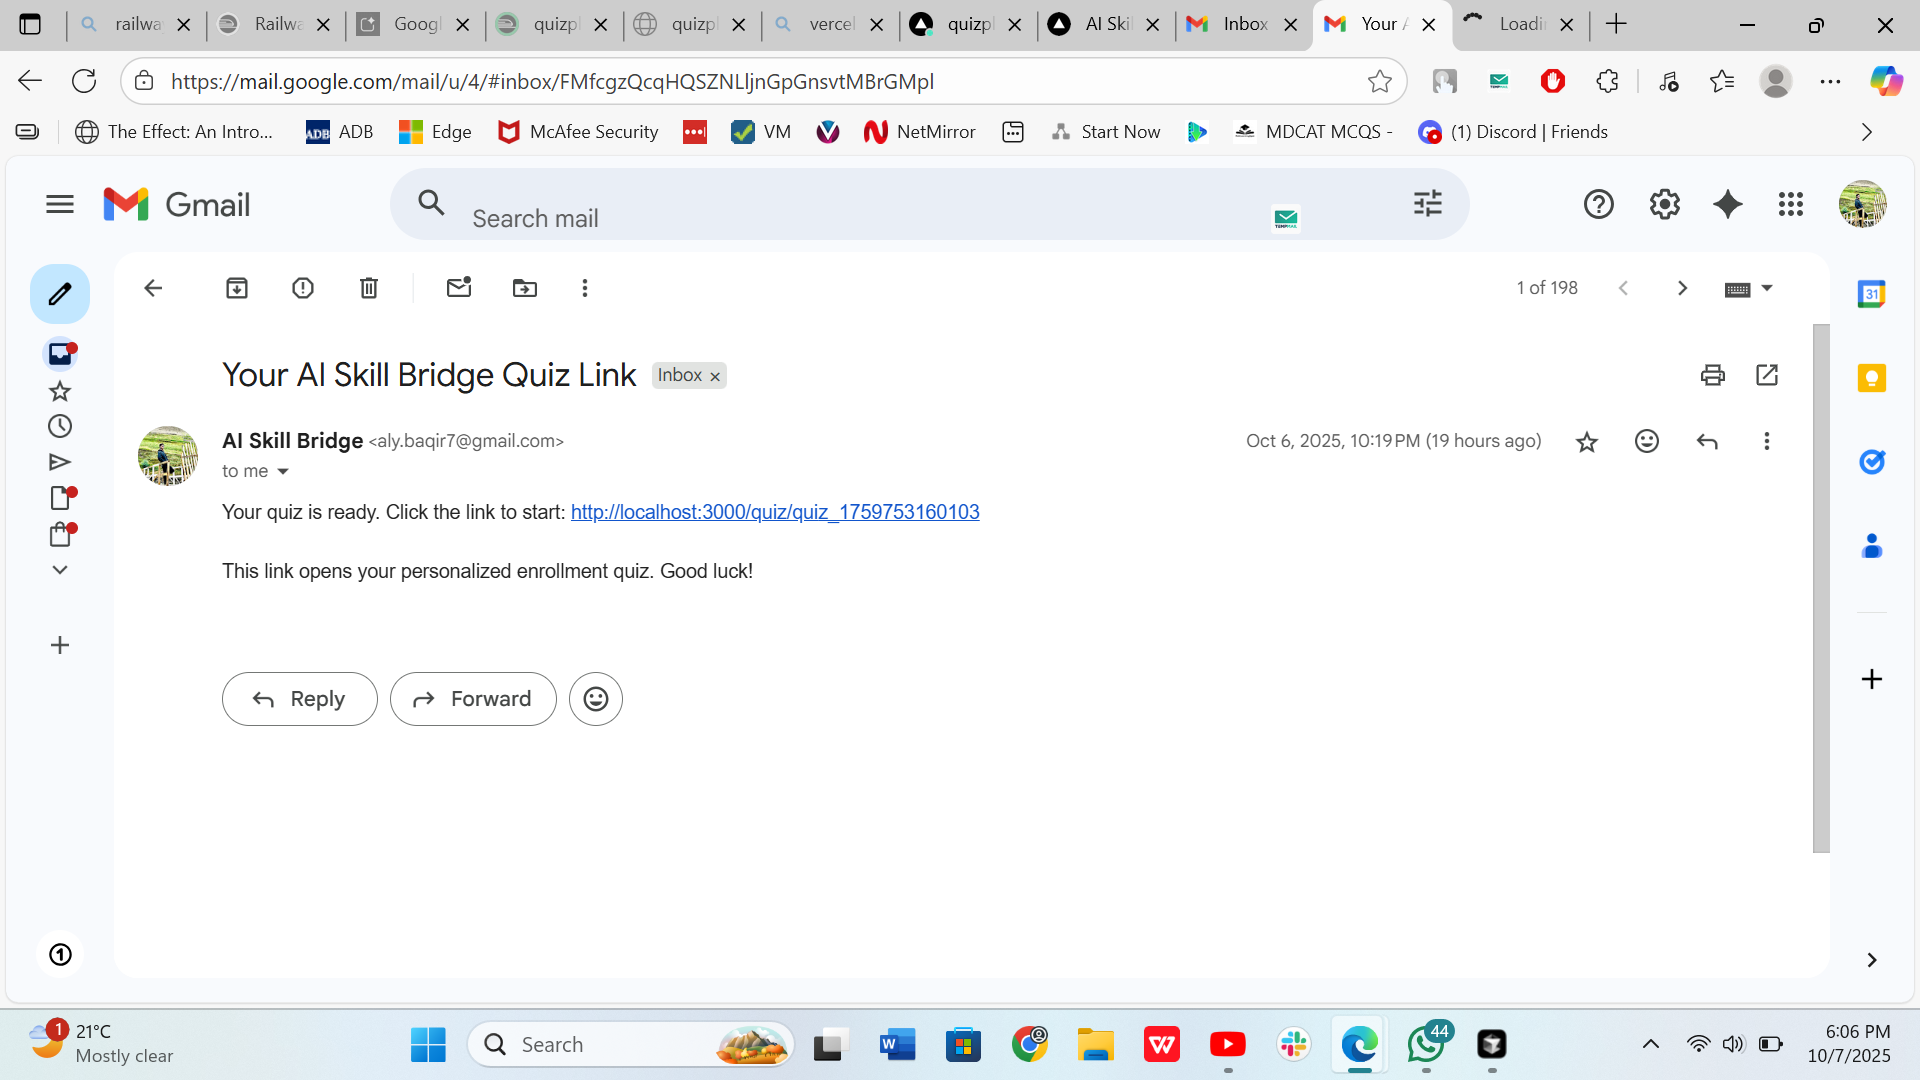 railwa
Railwa
Googl
quizpl
quizpl
vercel
quizpl
AI Skil
Inbox
Your A
Loadi
https://mail.google.com/mail/u/4/#inbox/FMfcgzQcqHQSZNLljnGpGnsvtMBrGMpl
The Effect: An Intro...
ADB ADB
Edge
McAfee Security
VM
NetMirror
Start Now
MDCAT MCQS -
(1) Discord | Friends
Gmail
Search mail
TEMPMAIL
1 of 198
31
Your AI Skill Bridge Quiz Link Inbox ×
AI Skill Bridge <aly.baqir7@gmail.com>
Oct 6, 2025, 10:19 PM (19 hours ago)
to me
Your quiz is ready. Click the link to start: http://localhost:3000/quiz/quiz_1759753160103
This link opens your personalized enrollment quiz. Good luck!
Reply
Forward
1
1
21°C
Mostly clear
Search
W
W
44
6:06 PM
10/7/2025